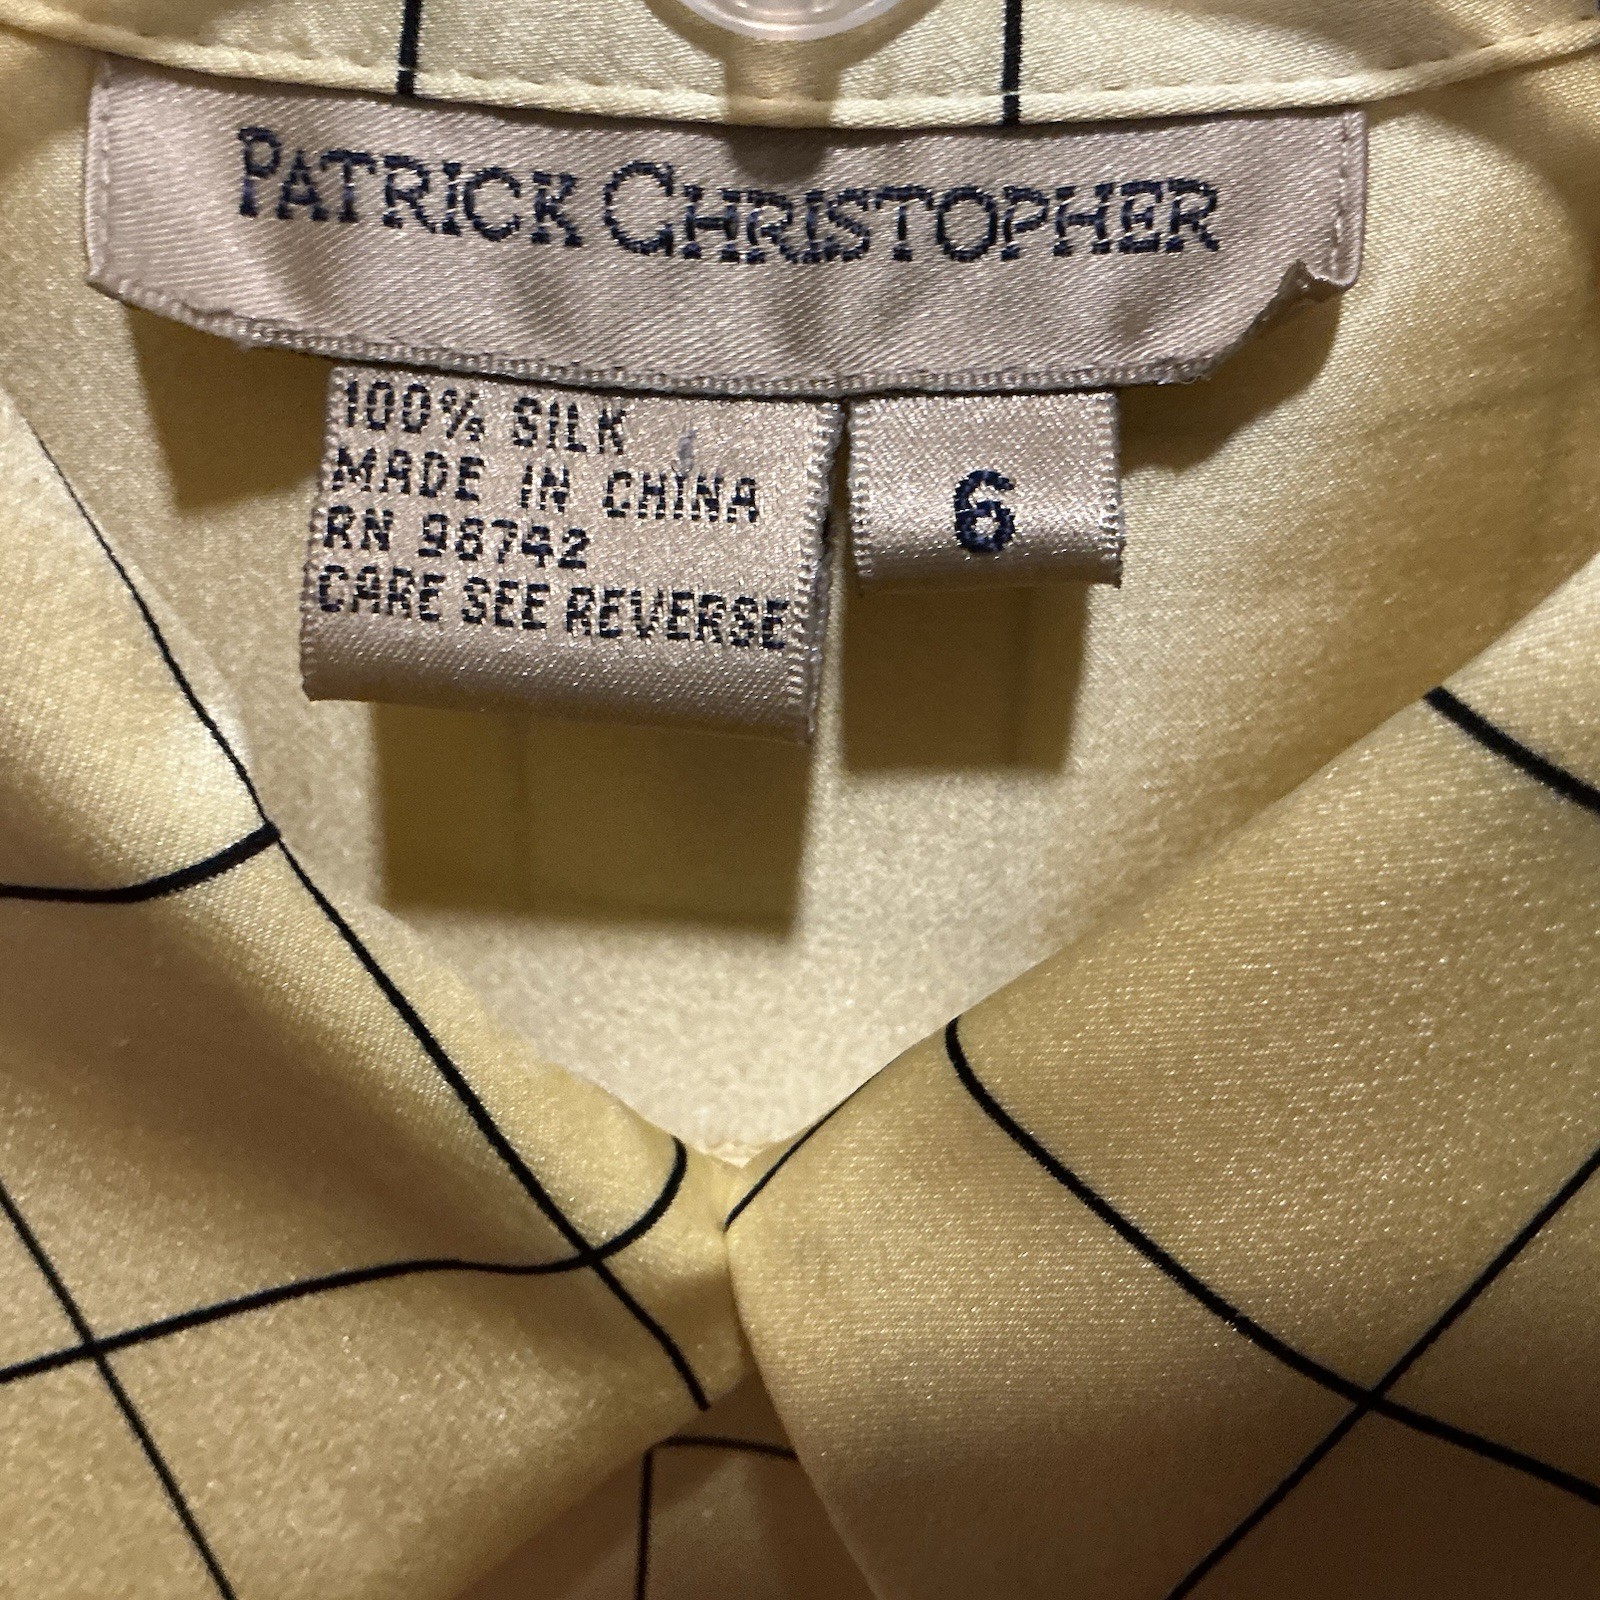 PATRICK CHRISTOPHER
100% SILK
MADE IN CHINA
RN 98742
CARE SEE REVERSE
6